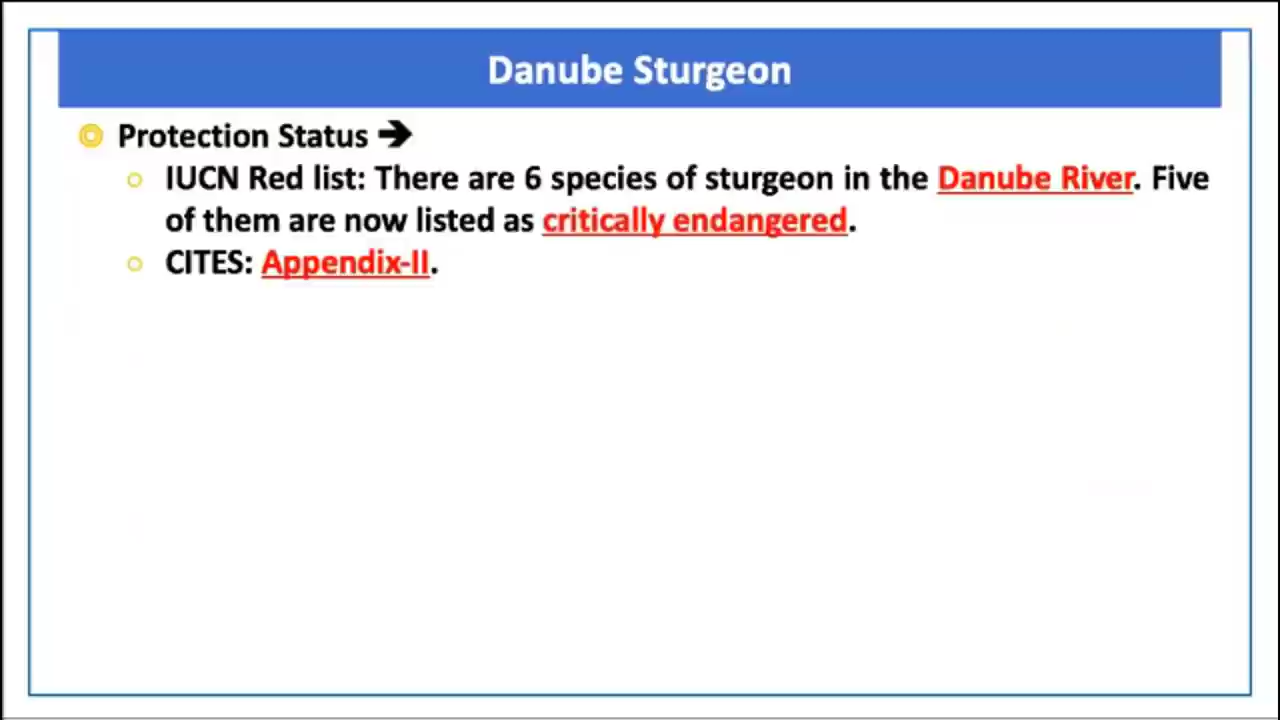 Danube Sturgeon
Protection Status ➔
IUCN Red list: There are 6 species of sturgeon in the Danube River. Five
of them are now listed as critically endangered.
CITES: Appendix-II.